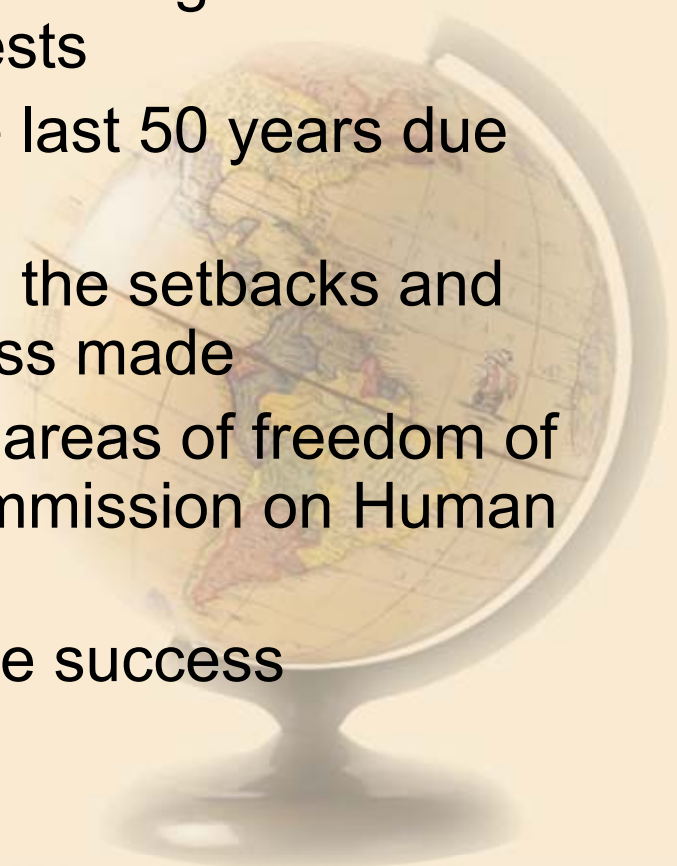 ests
last 50 years due
the setbacks and
ss made
areas of freedom of
mmission on Human
e success